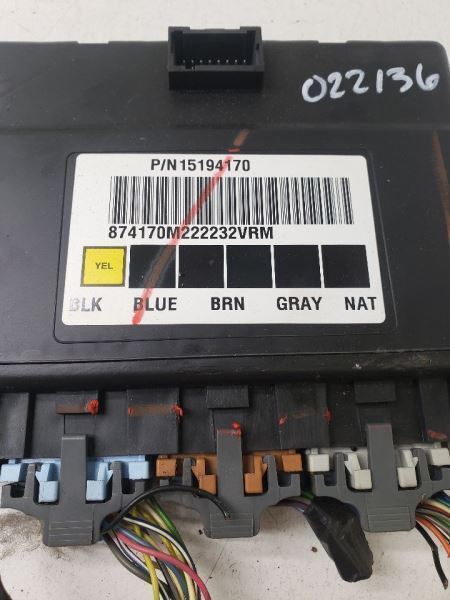 022136
P/N 15194170
874170M222232VRM
YEL
BLK BLUE BRN GRAY NAT